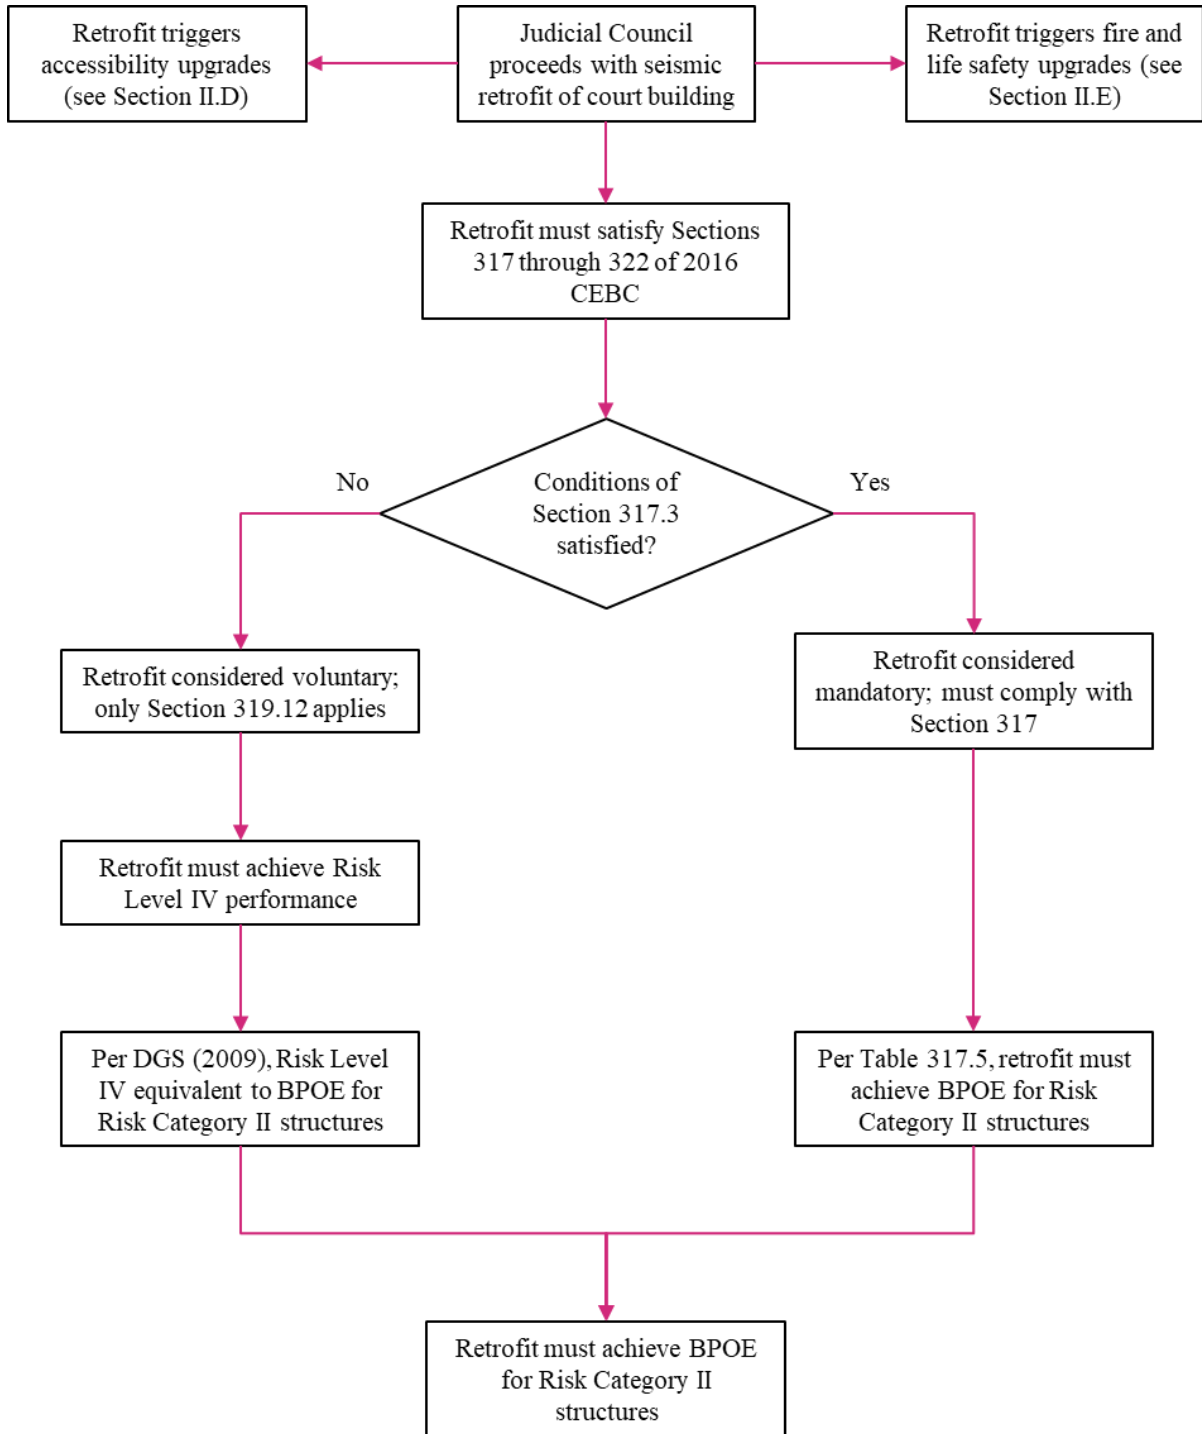 Retrofit triggers
accessibility upgrades
(see Section II.D)
Judicial Council
proceeds with seismic
retrofit of court building
Retrofit triggers fire and
life safety upgrades (see
Section II.E)
Retrofit must satisfy Sections
317 through 322 of 2016
CEBC
No
Conditions of
Section 317.3
satisfied?
Yes
Retrofit considered voluntary;
only Section 319.12 applies
Retrofit considered
mandatory; must comply with
Section 317
Retrofit must achieve Risk
Level IV performance
Per DGS (2009), Risk Level
IV equivalent to BPOE for
Risk Category II structures
Per Table 317.5, retrofit must
achieve BPOE for Risk
Category II structures
Retrofit must achieve BPOE
for Risk Category II
structures